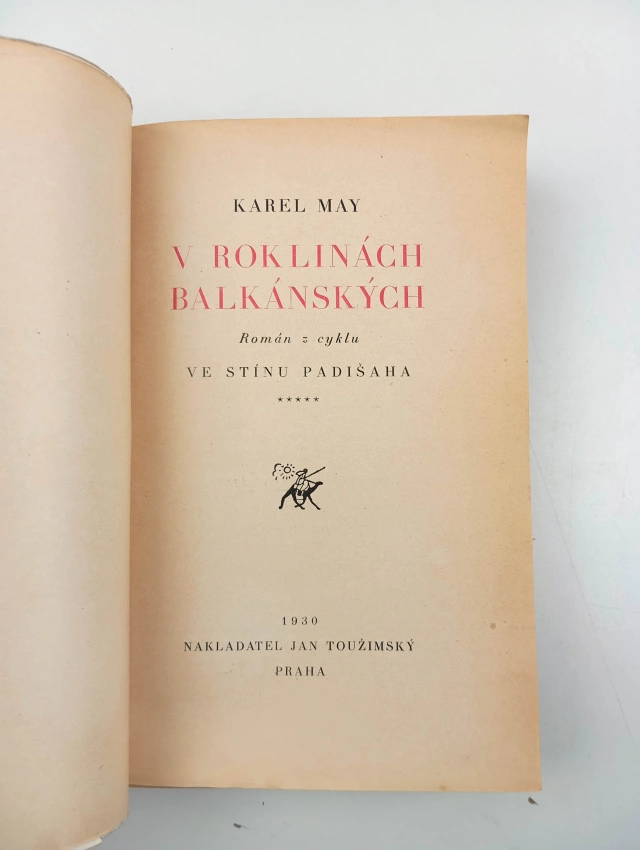 KAREL MAY
V ROKLINÁCH
BALKÁNSKÝCH
Román z cyklu
VE STÍNU PADIŠAHA
*****
1930
NAKLADATEL JAN TOUŽIMSKÝ
PRAHA